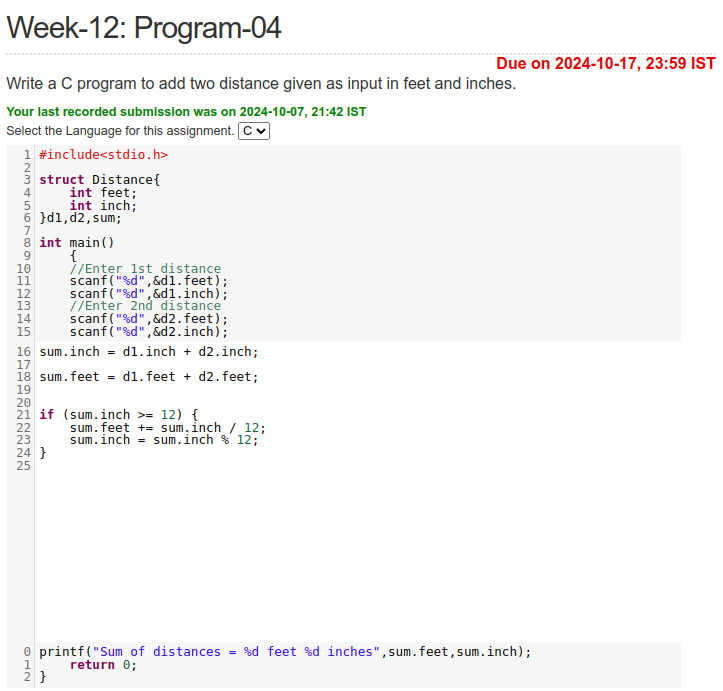 Week-12: Program-04
Due on 2024-10-17, 23:59 IST
Write a C program to add two distance given as input in feet and inches.
Your last recorded submission was on 2024-10-07, 21:42 IST
Select the Language for this assignment. C
1 #include<stdio.h>
2
3 struct Distance{
4     int feet;
5     int inch;
6 }d1,d2,sum;
7
8 int main()
9     {
10     //Enter 1st distance
11     scanf("%d",&d1.feet);
12     scanf("%d",&d1.inch);
13     //Enter 2nd distance
14     scanf("%d",&d2.feet);
15     scanf("%d",&d2.inch);
16 sum.inch = d1.inch + d2.inch;
17
18 sum.feet = d1.feet + d2.feet;
19
20
21 if (sum.inch >= 12) {
22     sum.feet += sum.inch / 12;
23     sum.inch = sum.inch % 12;
24 }
25
0 printf("Sum of distances = %d feet %d inches",sum.feet,sum.inch);
1     return 0;
2 }